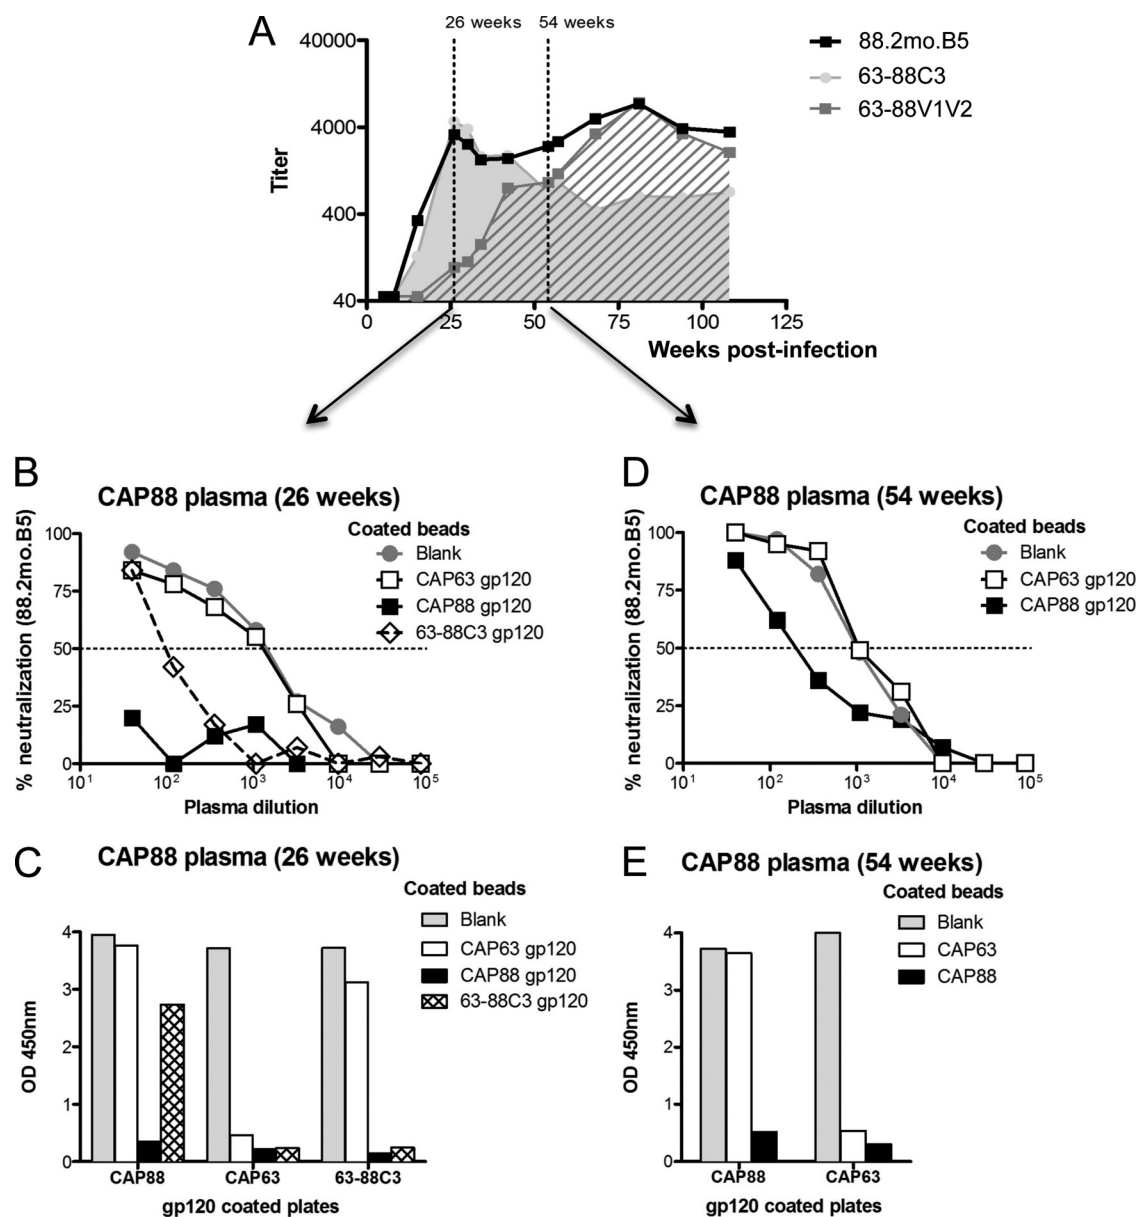 A
26 weeks
54 weeks
40000
4000
400
40
Titer
0
25
50
75
100
125
Weeks post-infection
88.2mo.B5
63-88C3
63-88V1V2
B
CAP88 plasma (26 weeks)
% neutralization (88.2mo.B5)
100
75
50
25
0
10¹
10²
10³
10⁴
10⁵
Plasma dilution
Coated beads
Blank
CAP63 gp120
CAP88 gp120
63-88C3 gp120
D
CAP88 plasma (54 weeks)
% neutralization (88.2mo.B5)
100
75
50
25
0
10¹
10²
10³
10⁴
10⁵
Plasma dilution
Coated beads
Blank
CAP63 gp120
CAP88 gp120
C
CAP88 plasma (26 weeks)
OD 450nm
4
3
2
1
0
CAP88
CAP63
63-88C3
gp120 coated plates
Coated beads
Blank
CAP63 gp120
CAP88 gp120
63-88C3 gp120
E
CAP88 plasma (54 weeks)
OD 450nm
4
3
2
1
0
CAP88
CAP63
gp120 coated plates
Coated beads
Blank
CAP63
CAP88